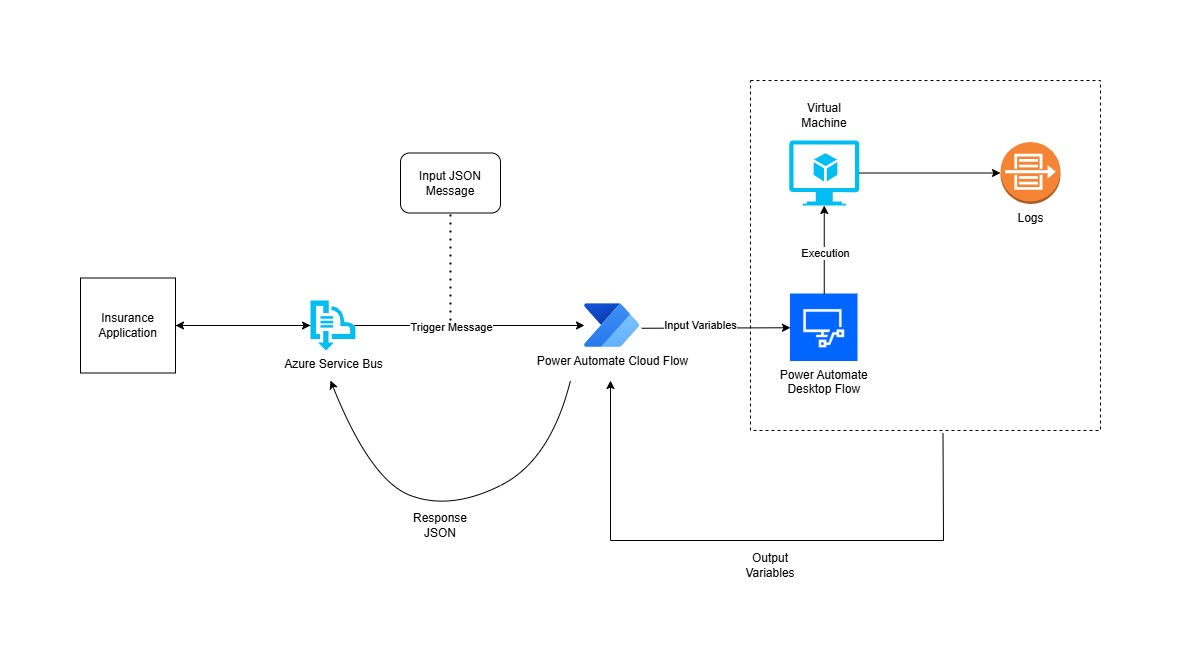 Virtual
Machine
Input JSON
Message
Logs
Execution
Insurance
Application
Trigger Message
Input Variables
Azure Service Bus
Power Automate Cloud Flow
Power Automate
Desktop Flow
Response
JSON
Output
Variables